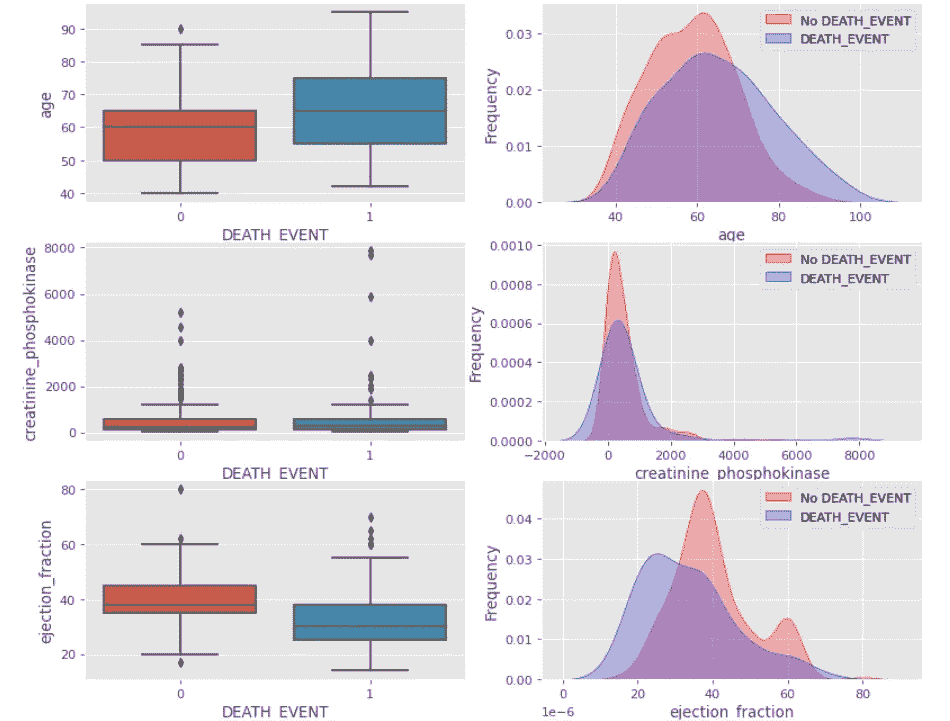 90
80
70
60
50
40
age
0
1
DEATH_EVENT
No DEATH_EVENT
DEATH_EVENT
0.03
0.02
0.01
0.00
Frequency
40
60
80
100
age
8000
6000
4000
2000
0
creatinine_phosphokinase
0
1
DEATH_EVENT
No DEATH_EVENT
DEATH_EVENT
0.0010
0.0008
0.0006
0.0004
0.0002
0.0000
Frequency
−2000
0
2000
4000
6000
8000
creatinine_phosphokinase
80
60
40
20
ejection_fraction
0
1
DEATH_EVENT
No DEATH_EVENT
DEATH_EVENT
0.04
0.03
0.02
0.01
0.00
Frequency
0
20
40
60
80
1e−6
ejection_fraction